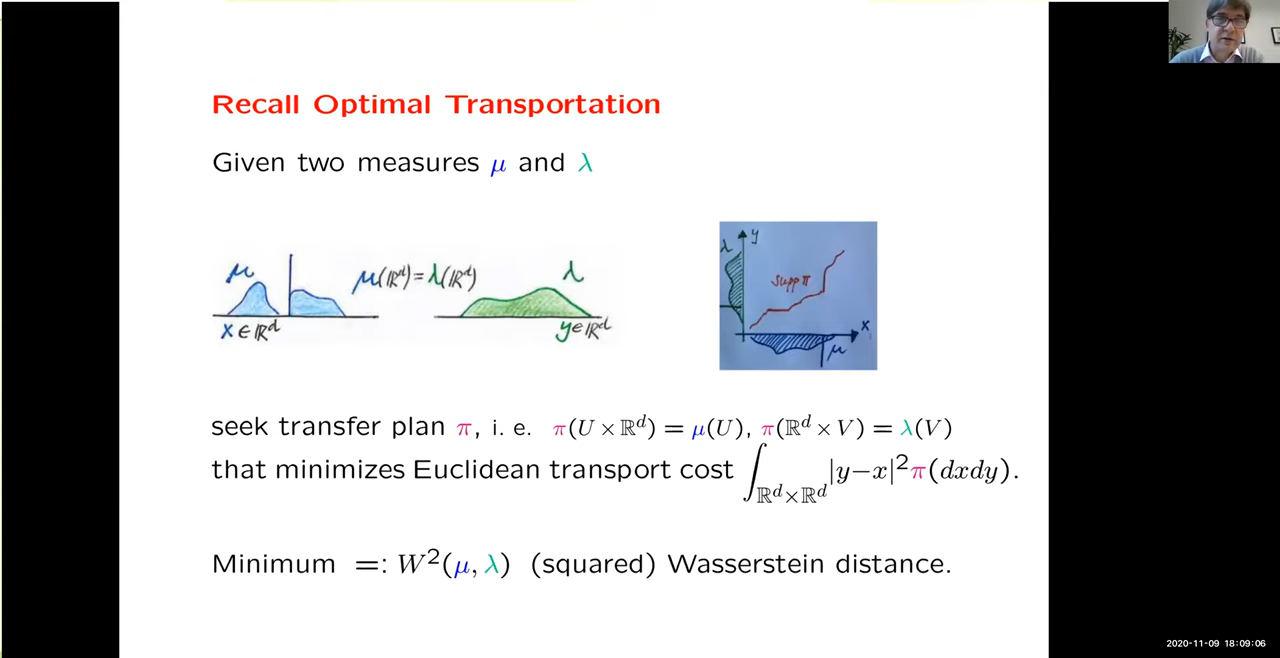 Recall Optimal Transportation
Given two measures μ and λ
μ
μ(ℝᵈ)=λ(ℝᵈ)
λ
x∈ℝᵈ
y∈ℝᵈ
λ
y
supp π
x
μ
seek transfer plan π, i. e. π(U×ℝᵈ) = μ(U), π(ℝᵈ×V) = λ(V)
that minimizes Euclidean transport cost ∫_{ℝᵈ×ℝᵈ} |y−x|²π(dxdy).
Minimum =: W²(μ, λ) (squared) Wasserstein distance.
2020-11-09 18:09:06